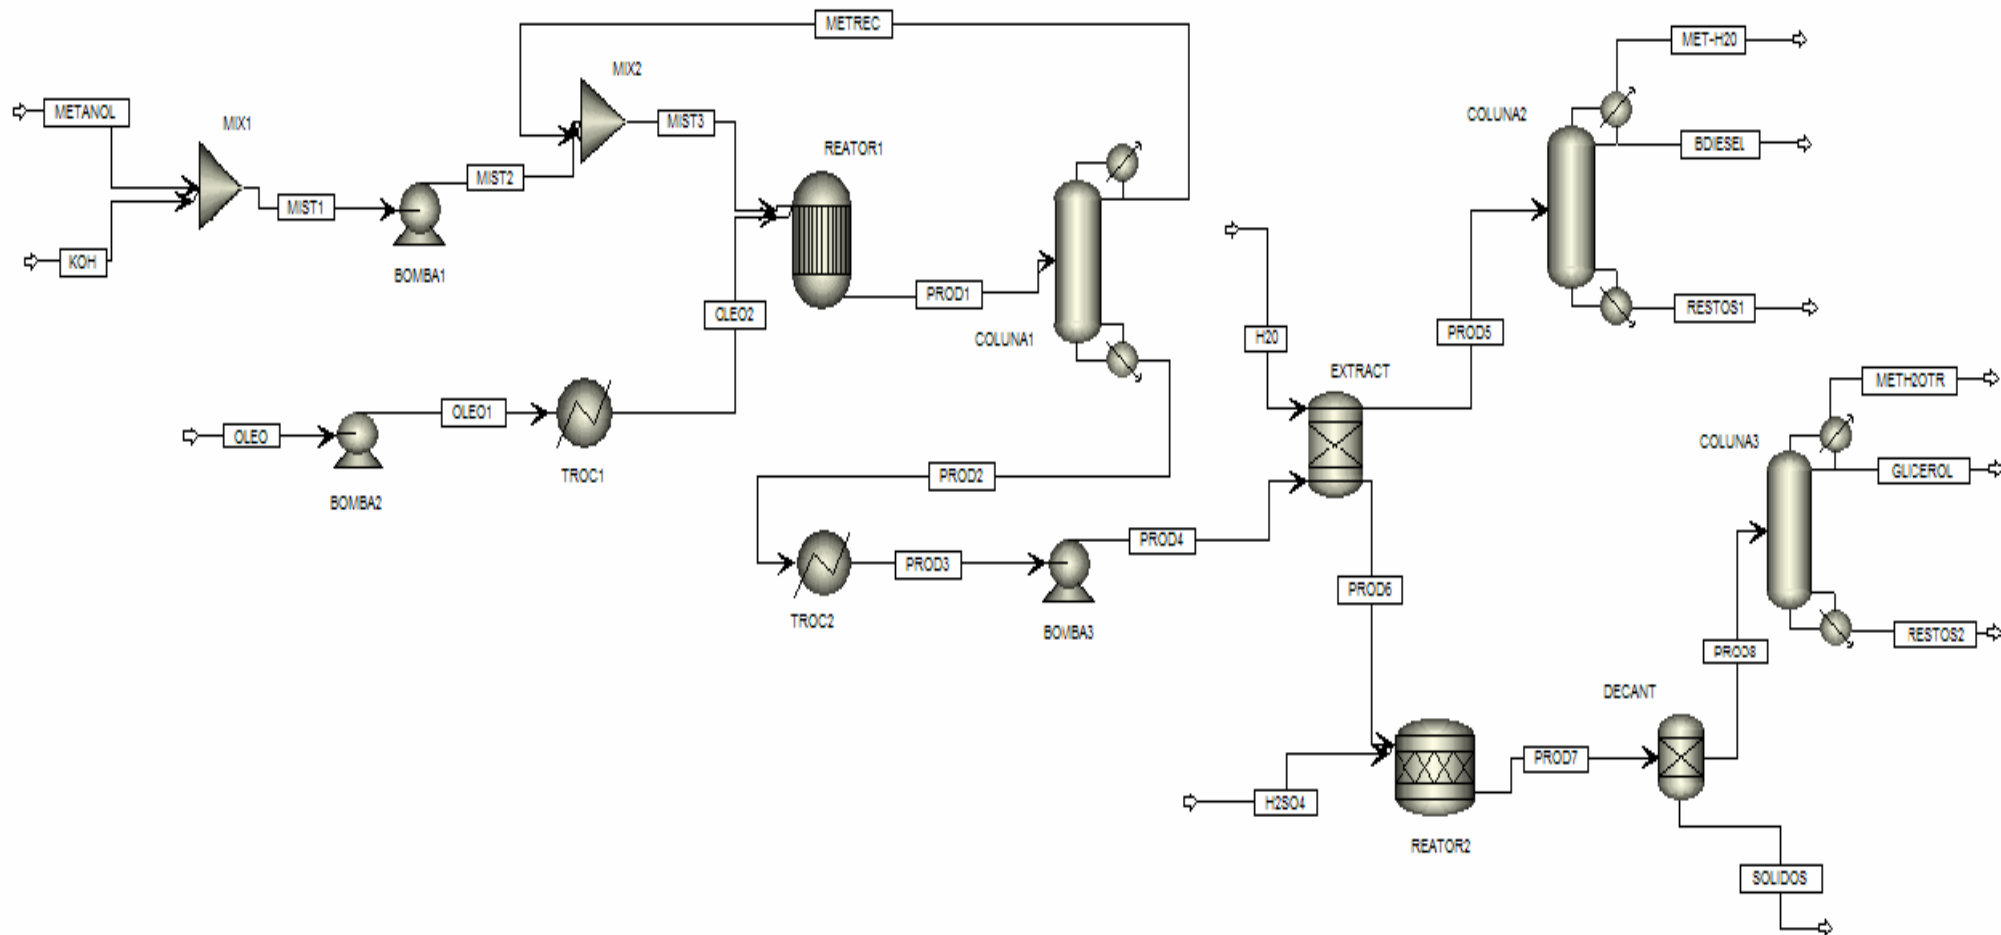 METREC
MET-H20
MIX2
METANOL
MIX1
MIST3
COLUNA2
BDIESEL
REATOR1
MIST2
MIST1
KOH
BOMBA1
PROD1
OLEO2
COLUNA1
H20
PROD5
RESTOS1
EXTRACT
METH2OTR
OLEO1
OLEO
COLUNA3
TROC1
PROD2
GLICEROL
BOMBA2
PROD4
PROD3
PROD6
TROC2
BOMBA3
RESTOS2
PROD8
DECANT
PROD7
H2SO4
REATOR2
SOLIDOS